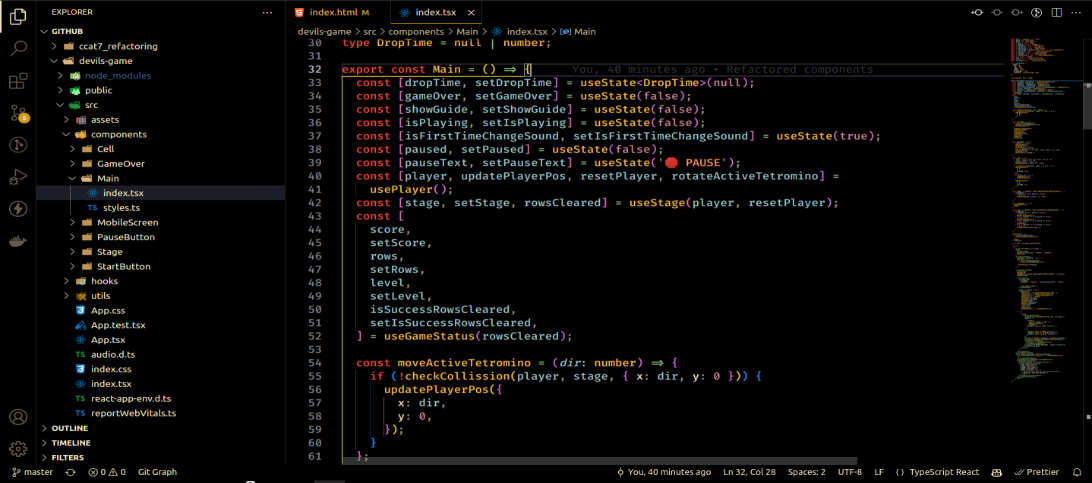 EXPLORER
GITHUB
ccat7_refactoring
devils-game
node_modules
public
src
assets
components
Cell
GameOver
Main
index.tsx
styles.ts
MobileScreen
PauseButton
Stage
StartButton
hooks
utils
App.css
App.test.tsx
App.tsx
audio.d.ts
index.css
index.tsx
react-app-env.d.ts
reportWebVitals.ts
OUTLINE
TIMELINE
FILTERS
index.html M
index.tsx
devils-game > src > components > Main > index.tsx > Main
30 type DropTime = null | number;
31
32 export const Main = () => { You, 40 minutes ago • Refactored components
33 const [dropTime, setDropTime] = useState<DropTime>(null);
34 const [gameOver, setGameOver] = useState(false);
35 const [showGuide, setShowGuide] = useState(false);
36 const [isPlaying, setIsPlaying] = useState(false);
37 const [isFirstTimeChangeSound, setIsFirstTimeChangeSound] = useState(true);
38 const [paused, setPaused] = useState(false);
39 const [pauseText, setPauseText] = useState('🛑 PAUSE');
40 const [player, updatePlayerPos, resetPlayer, rotateActiveTetromino] =
41 usePlayer();
42 const [stage, setStage, rowsCleared] = useStage(player, resetPlayer);
43 const [
44 score,
45 setScore,
46 rows,
47 setRows,
48 level,
49 setLevel,
50 isSuccessRowsCleared,
51 setIsSuccessRowsCleared,
52 ] = useGameStatus(rowsCleared);
53
54 const moveActiveTetromino = (dir: number) => {
55 if (!checkCollission(player, stage, { x: dir, y: 0 })) {
56 updatePlayerPos({
57 x: dir,
58 y: 0,
59 });
60 }
61 };
master 0 0 Git Graph You, 40 minutes ago Ln 32, Col 28 Spaces: 2 UTF-8 LF {} TypeScript React Prettier